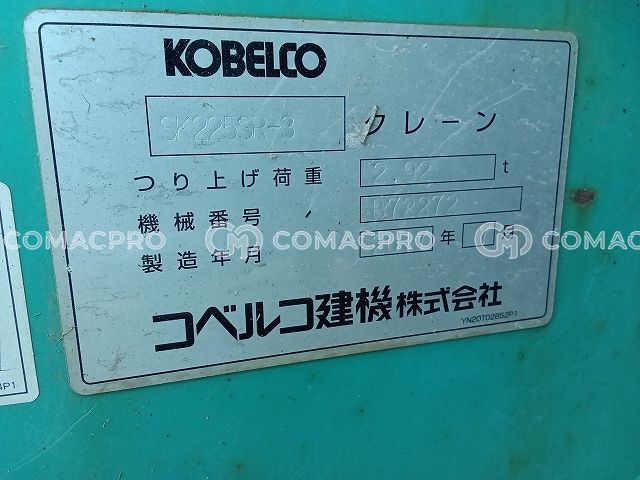 KOBELCO
SK225SR-3 クレーン
つり上げ荷重 2.92 t
機械番号
製造年月 年 月
コベルコ建機株式会社
YN20T02852P1
COMACPRO COMACPRO COMACPRO
4P1